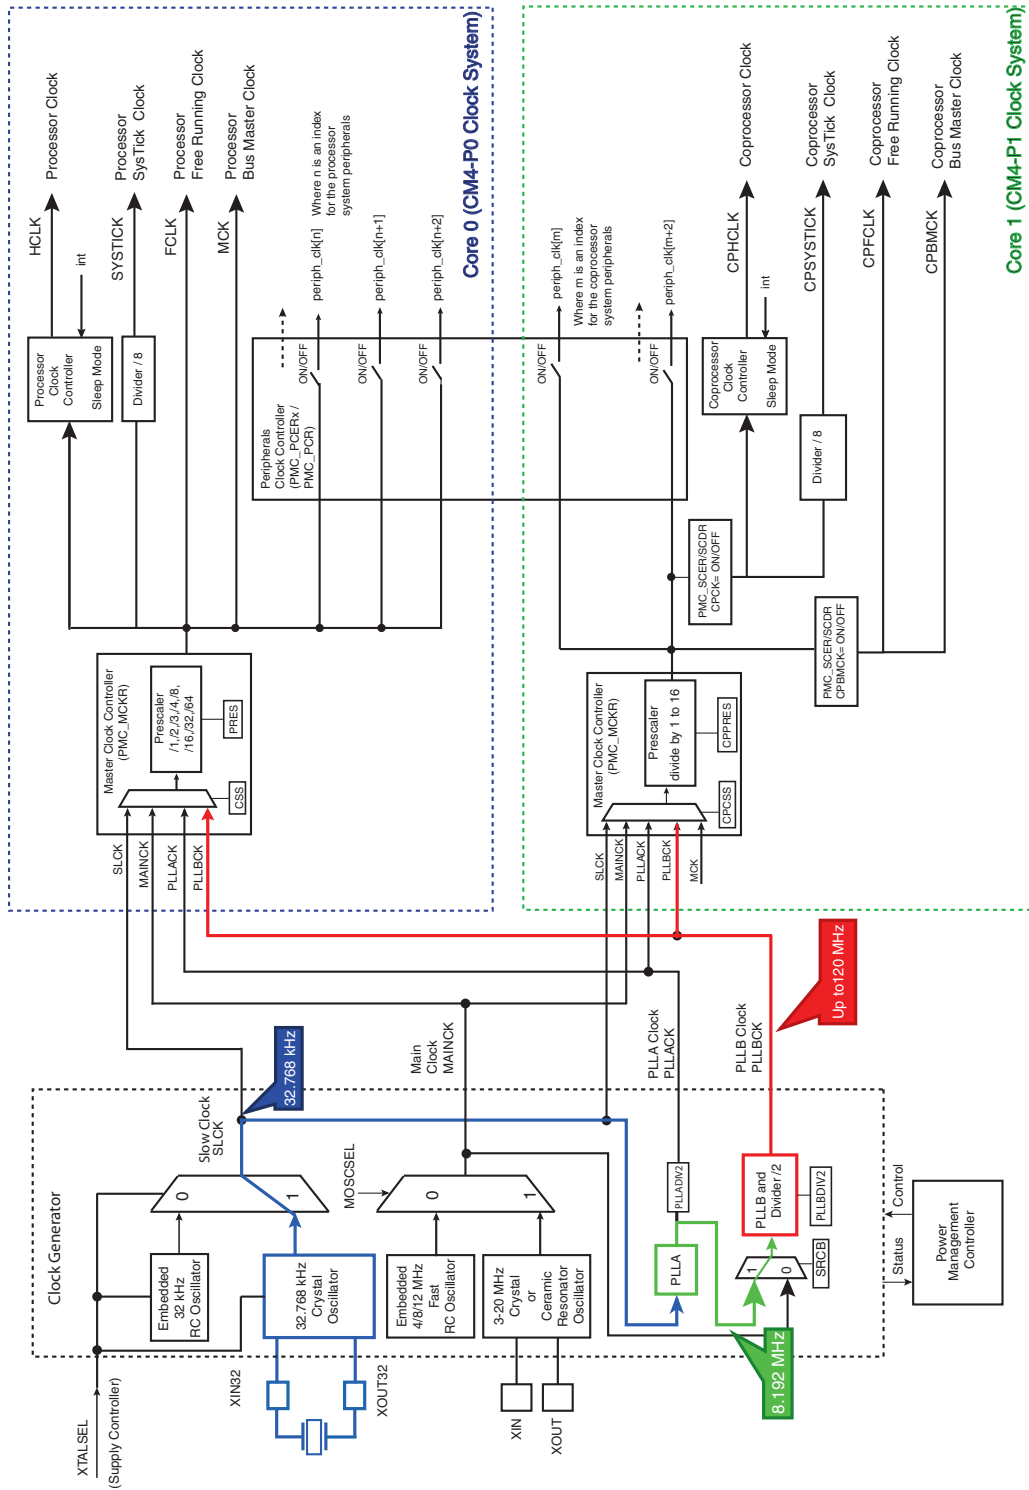 Clock Generator
XTALSEL
(Supply Controller)
Embedded
32 kHz
RC Oscillator
0
1
Slow Clock
SLCK
32.768 kHz
XIN32
XOUT32
32.768 kHz
Crystal
Oscillator
MOSCSEL
Embedded
4/8/12 MHz
Fast
RC Oscillator
0
1
3-20 MHz
Crystal
or
Ceramic
Resonator
Oscillator
XIN
XOUT
Main
Clock
MAINCK
PLLA
PLLADIV2
PLLA Clock
PLLACK
8.192 MHz
1
0
SRCB
PLLB and
Divider /2
PLLBDIV2
PLLB Clock
PLLBCK
Up to120 MHz
Status
Control
Power
Management
Controller
SLCK
MAINCK
PLLACK
PLLBCK
Master Clock Controller
(PMC_MCKR)
Prescaler
/1,/2,/3,/4,/8,
/16,/32,/64
CSS
PRES
Processor
Clock
Controller
Sleep Mode
Divider / 8
HCLK
Processor Clock
int
SYSTICK
Processor
SysTick Clock
FCLK
Processor
Free Running Clock
MCK
Processor
Bus Master Clock
Peripherals
Clock Controller
(PMC_PCERx /
PMC_PCR)
ON/OFF
periph_clk[n]
Where n is an index
for the processor
system peripherals
ON/OFF
periph_clk[n+1]
ON/OFF
periph_clk[n+2]
Core 0 (CM4-P0 Clock System)
SLCK
MAINCK
PLLACK
PLLBCK
MCK
Master Clock Controller
(PMC_MCKR)
Prescaler
divide by 1 to 16
CPCSS
CPPRES
ON/OFF
periph_clk[m]
Where m is an index
for the coprocessor
system peripherals
ON/OFF
periph_clk[m+2]
PMC_SCER/SCDR
CPCK= ON/OFF
PMC_SCER/SCDR
CPBMCK= ON/OFF
Coprocessor
Clock
Controller
Sleep Mode
Divider / 8
CPHCLK
Coprocessor Clock
int
CPSYSTICK
Coprocessor
SysTick Clock
CPFCLK
Coprocessor
Free Running Clock
CPBMCK
Coprocessor
Bus Master Clock
Core 1 (CM4-P1 Clock System)